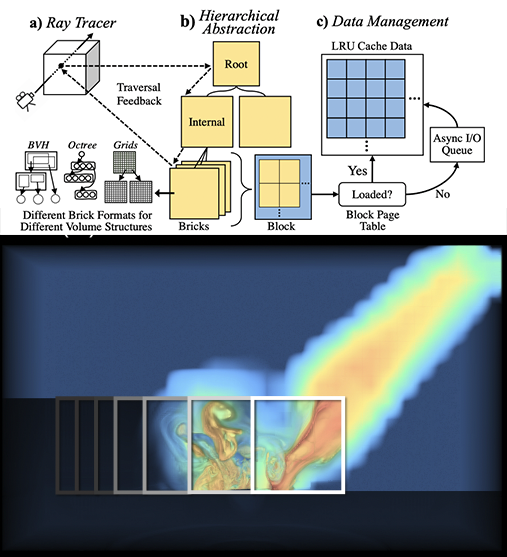 a) Ray Tracer
b) Hierarchical
Abstraction
c) Data Management
Traversal
Feedback
Root
Internal
LRU Cache Data
...
Async I/O
Queue
Yes
No
Loaded?
Block Page
Table
BVH
Octree
Grids
Different Brick Formats for
Different Volume Structures
Bricks
Block